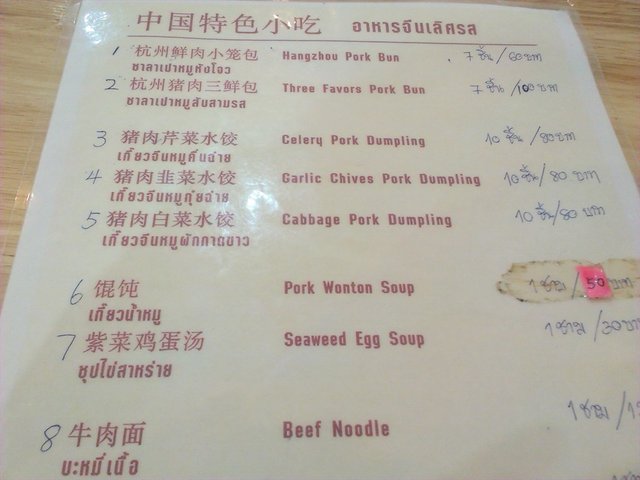 中国特色小吃 อาหารจีนเลิศรส
1 杭州鲜肉小笼包 Hangzhou Pork Bun 7 ชิ้น/60 บาท
ซาลาเปาหมูหังโจว
2 杭州猪肉三鲜包 Three Favors Pork Bun 7 ชิ้น/100 บาท
ซาลาเปาหมูสับสามรส
3 猪肉芹菜水饺 Celery Pork Dumpling 10 ชิ้น/80 บาท
เกี๊ยวจีนหมูคื่นฉ่าย
4 猪肉韭菜水饺 Garlic Chives Pork Dumpling 10 ชิ้น/80 บาท
เกี๊ยวจีนหมูกุ๋ยฉ่าย
5 猪肉白菜水饺 Cabbage Pork Dumpling 10 ชิ้น/80 บาท
เกี๊ยวจีนหมูผักกาดขาว
6 馄饨 Pork Wonton Soup 1 ชาม/50 บาท
เกี๊ยวน้ำหมู
7 紫菜鸡蛋汤 Seaweed Egg Soup 1 ชาม/30 บาท
ซุปไข่สาหร่าย
8 牛肉面 Beef Noodle 1 ชาม/
บะหมี่เนื้อ